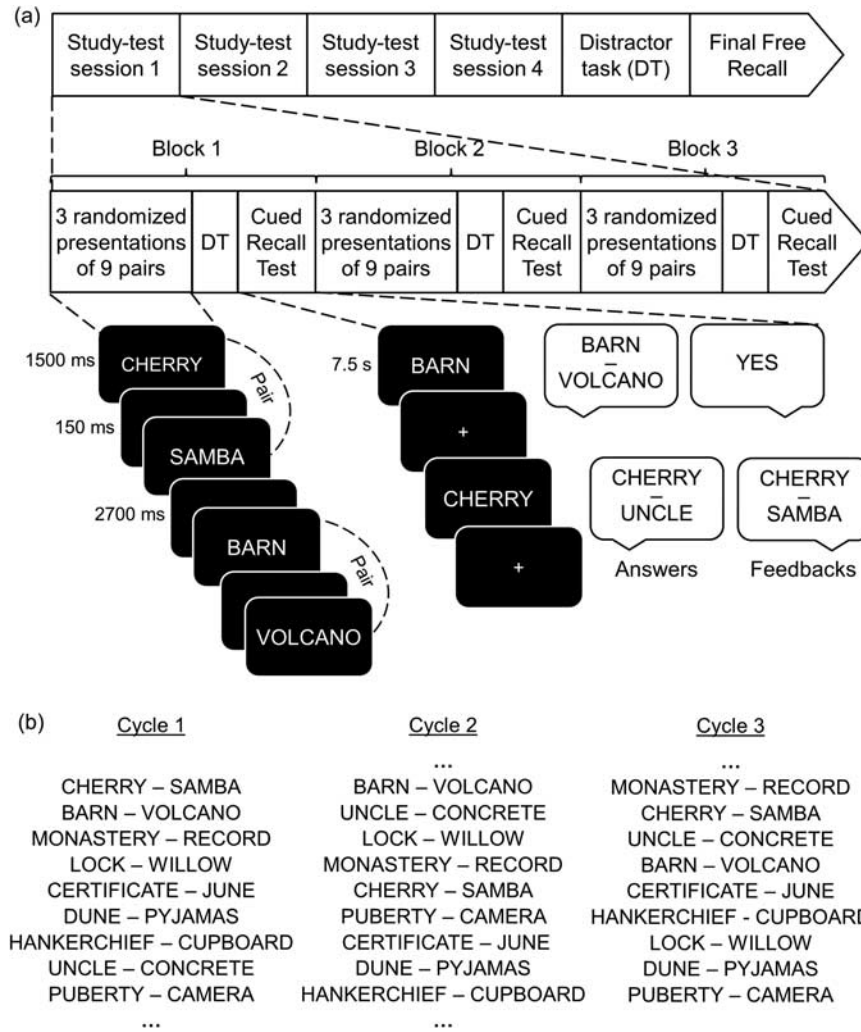 (a)
Study-test session 1
Study-test session 2
Study-test session 3
Study-test session 4
Distractor task (DT)
Final Free Recall
Block 1
Block 2
Block 3
3 randomized presentations of 9 pairs
DT
Cued Recall Test
3 randomized presentations of 9 pairs
DT
Cued Recall Test
3 randomized presentations of 9 pairs
DT
Cued Recall Test
1500 ms
CHERRY
Pair
150 ms
SAMBA
2700 ms
BARN
Pair
VOLCANO
7.5 s
BARN
+
CHERRY
+
BARN
–
VOLCANO
YES
CHERRY
–
UNCLE
CHERRY
–
SAMBA
Answers
Feedbacks
(b)
Cycle 1
CHERRY – SAMBA
BARN – VOLCANO
MONASTERY – RECORD
LOCK – WILLOW
CERTIFICATE – JUNE
DUNE – PYJAMAS
HANKERCHIEF – CUPBOARD
UNCLE – CONCRETE
PUBERTY – CAMERA
...
Cycle 2
...
BARN – VOLCANO
UNCLE – CONCRETE
LOCK – WILLOW
MONASTERY – RECORD
CHERRY – SAMBA
PUBERTY – CAMERA
CERTIFICATE – JUNE
DUNE – PYJAMAS
HANKERCHIEF – CUPBOARD
...
Cycle 3
...
MONASTERY – RECORD
CHERRY – SAMBA
UNCLE – CONCRETE
BARN – VOLCANO
CERTIFICATE – JUNE
HANKERCHIEF - CUPBOARD
LOCK – WILLOW
DUNE – PYJAMAS
PUBERTY – CAMERA